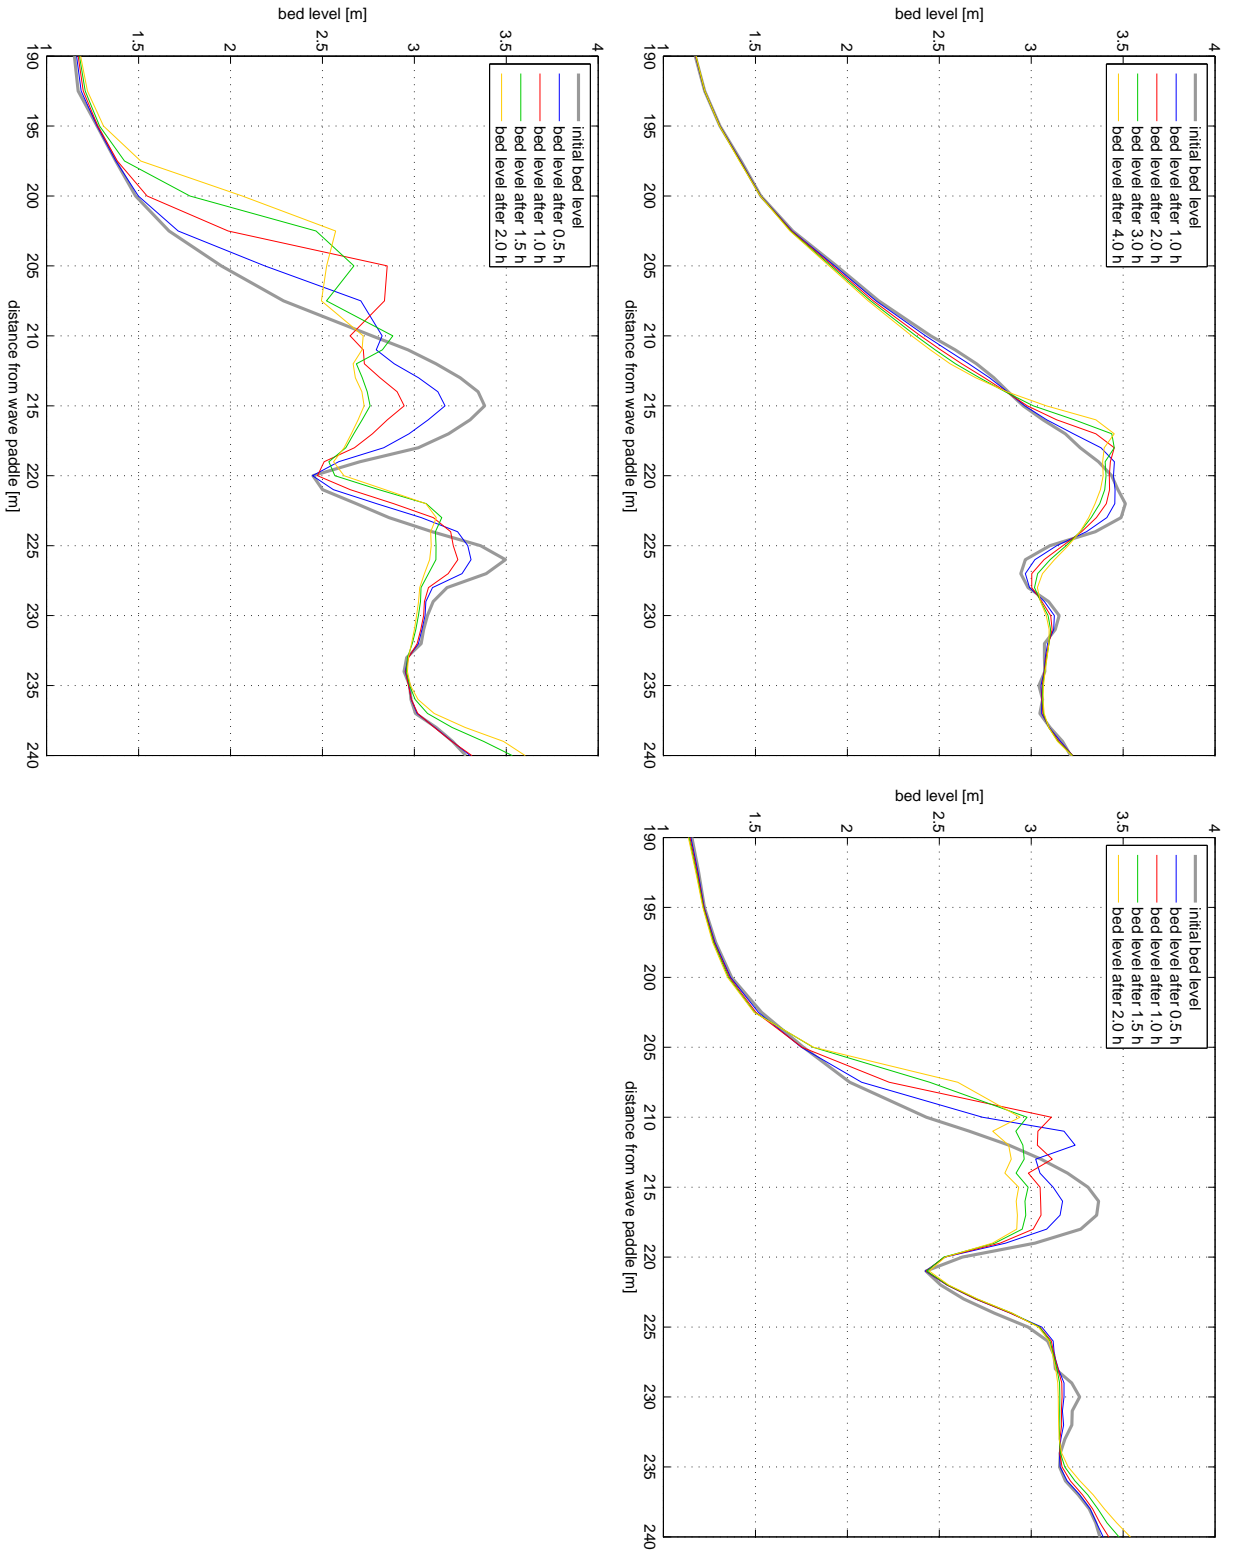 bed level [m]
4
3.5
3
2.5
2
1.5
1
190
195
200
205
210
215
220
225
230
235
240
distance from wave paddle [m]
initial bed level
bed level after 1.0 h
bed level after 2.0 h
bed level after 3.0 h
bed level after 4.0 h
bed level [m]
4
3.5
3
2.5
2
1.5
1
190
195
200
205
210
215
220
225
230
235
240
distance from wave paddle [m]
initial bed level
bed level after 0.5 h
bed level after 1.0 h
bed level after 1.5 h
bed level after 2.0 h
bed level [m]
4
3.5
3
2.5
2
1.5
1
190
195
200
205
210
215
220
225
230
235
240
distance from wave paddle [m]
initial bed level
bed level after 0.5 h
bed level after 1.0 h
bed level after 1.5 h
bed level after 2.0 h